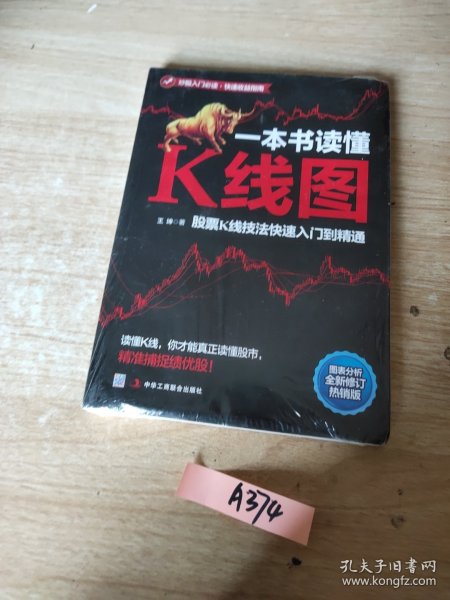 炒股入门必读·快速收益指南
一本书读懂
K线图
王坤◎著
股票K线技法快速入门到精通
读懂K线，你才能真正读懂股市，
精准捕捉绩优股！
图表分析
全新修订
热销版
中华工商联合出版社
A374
孔夫子旧书网
www.kongfz.com